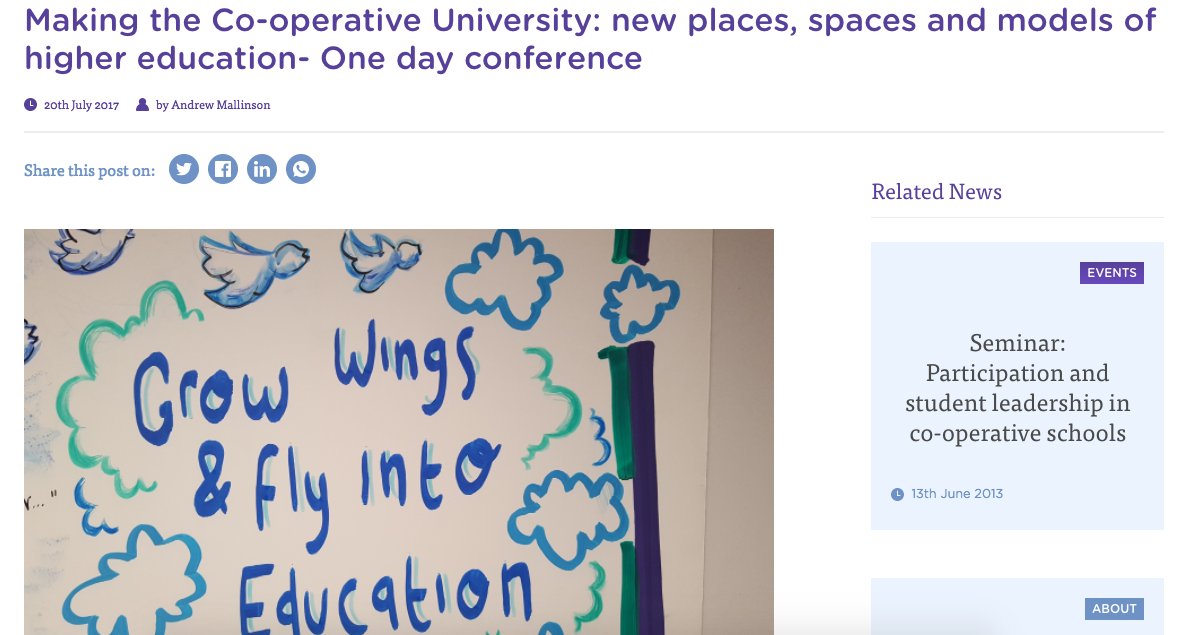 Making the Co-operative University: new places, spaces and models of
higher education- One day conference
20th July 2017 by Andrew Mallinson
Share this post on:
Related News
EVENTS
Seminar:
Participation and
student leadership in
co-operative schools
13th June 2013
ABOUT
Grow Wings
& Fly Into
Education
r..."